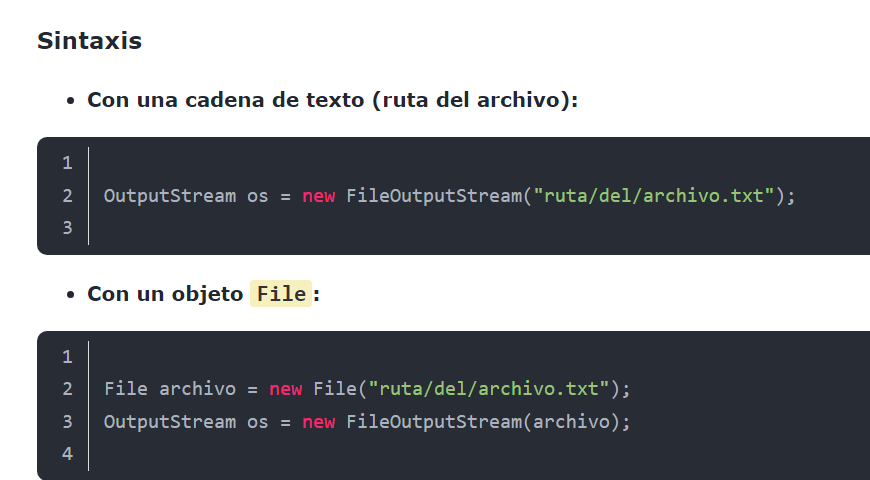 Sintaxis
• Con una cadena de texto (ruta del archivo):
1
2 OutputStream os = new FileOutputStream("ruta/del/archivo.txt");
3
• Con un objeto File:
1
2 File archivo = new File("ruta/del/archivo.txt");
3 OutputStream os = new FileOutputStream(archivo);
4